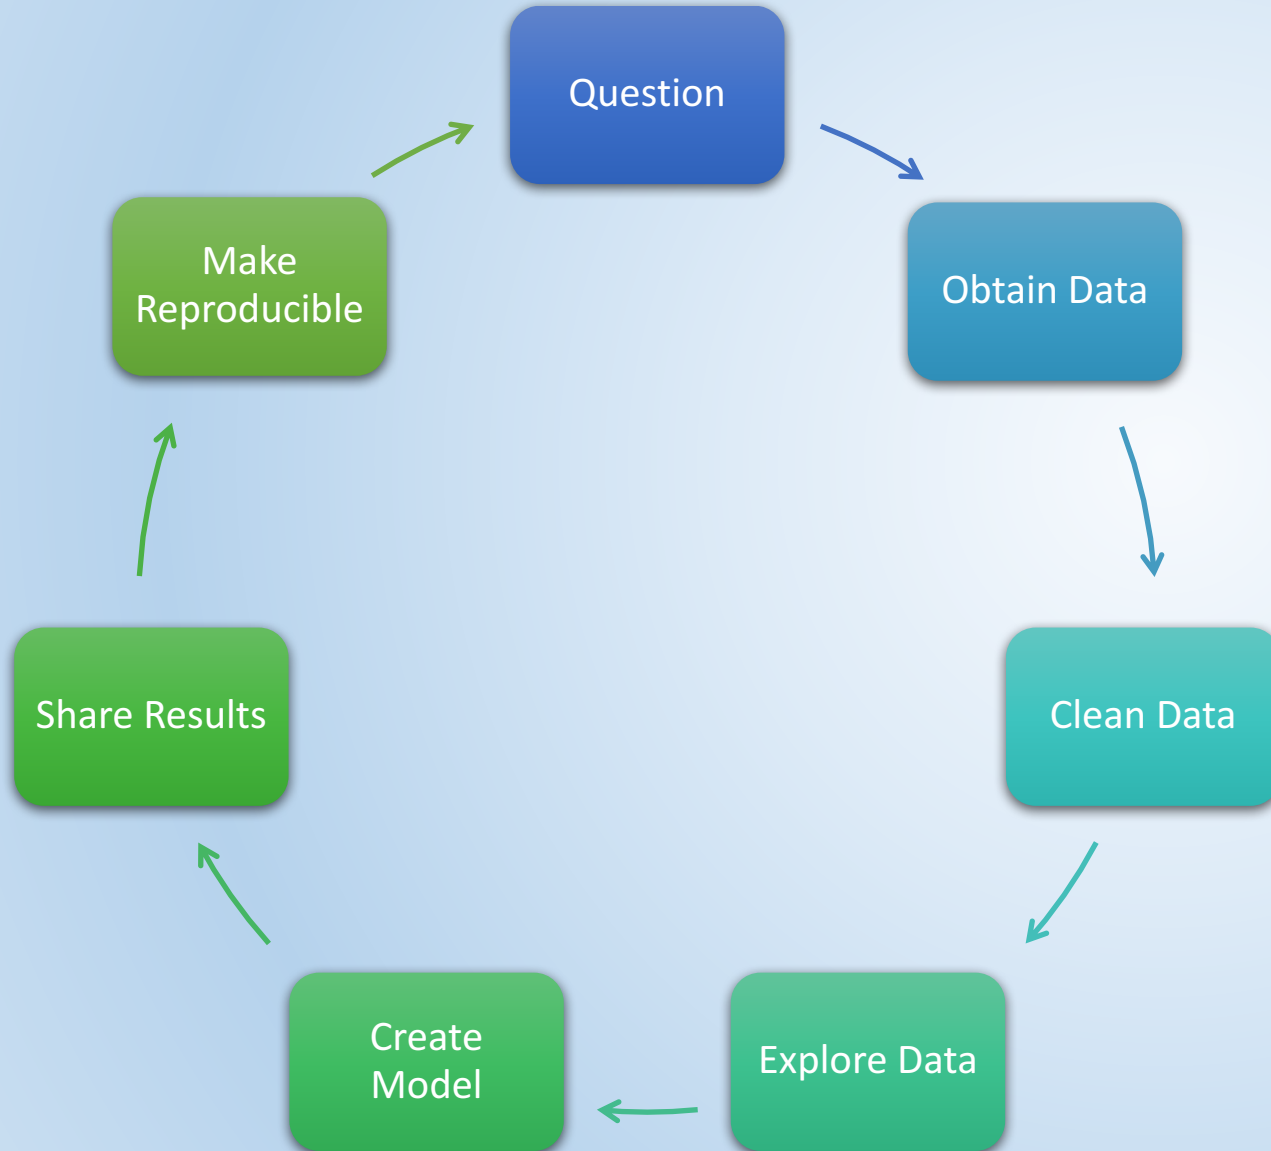 Question
Obtain Data
Clean Data
Explore Data
Create
Model
Share Results
Make
Reproducible